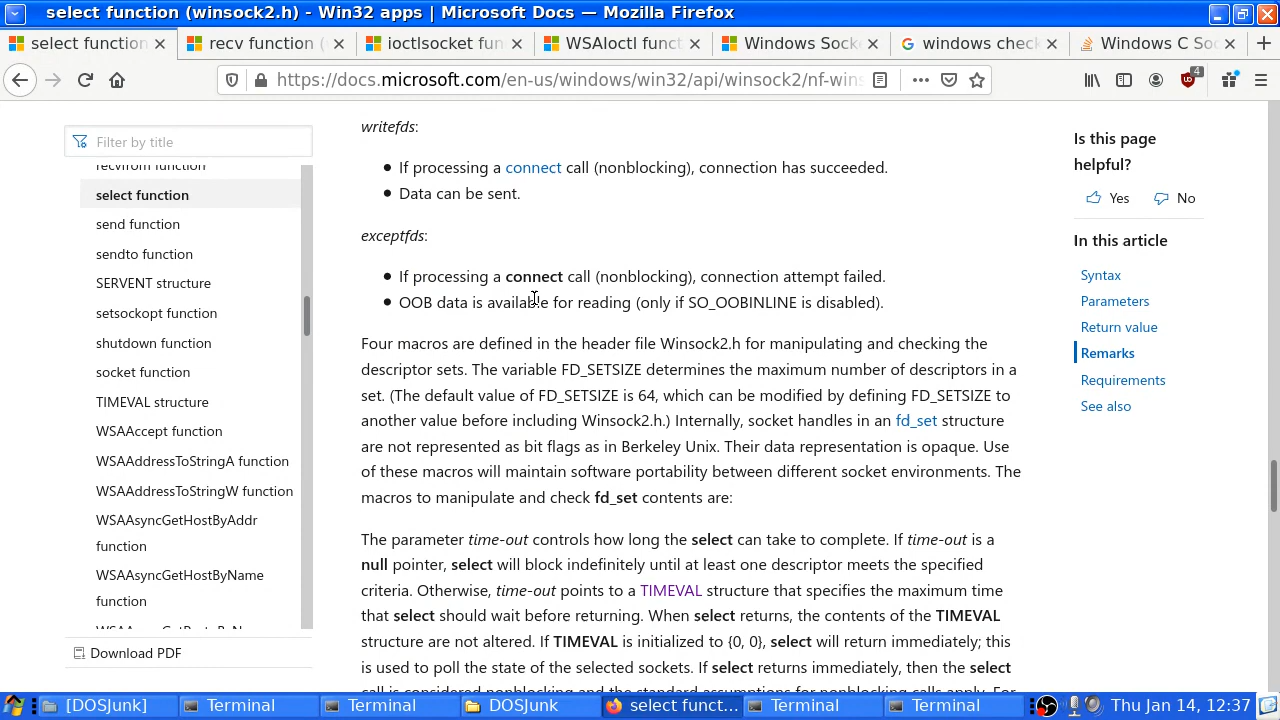 select function (winsock2.h) - Win32 apps | Microsoft Docs — Mozilla Firefox
select function
recv function (
ioctlsocket fun
WSAIoctl funct
Windows Sock
windows check
Windows C Soc
https://docs.microsoft.com/en-us/windows/win32/api/winsock2/nf-wins
4
Filter by title
recvfrom function
select function
send function
sendto function
SERVENT structure
setsockopt function
shutdown function
socket function
TIMEVAL structure
WSAAccept function
WSAAddressToStringA function
WSAAddressToStringW function
WSAAsyncGetHostByAddr
function
WSAAsyncGetHostByName
function
Download PDF
writefds:
If processing a connect call (nonblocking), connection has succeeded.
Data can be sent.
exceptfds:
If processing a connect call (nonblocking), connection attempt failed.
OOB data is available for reading (only if SO_OOBINLINE is disabled).
Four macros are defined in the header file Winsock2.h for manipulating and checking the
descriptor sets. The variable FD_SETSIZE determines the maximum number of descriptors in a
set. (The default value of FD_SETSIZE is 64, which can be modified by defining FD_SETSIZE to
another value before including Winsock2.h.) Internally, socket handles in an fd_set structure
are not represented as bit flags as in Berkeley Unix. Their data representation is opaque. Use
of these macros will maintain software portability between different socket environments. The
macros to manipulate and check fd_set contents are:
The parameter time-out controls how long the select can take to complete. If time-out is a
null pointer, select will block indefinitely until at least one descriptor meets the specified
criteria. Otherwise, time-out points to a TIMEVAL structure that specifies the maximum time
that select should wait before returning. When select returns, the contents of the TIMEVAL
structure are not altered. If TIMEVAL is initialized to {0, 0}, select will return immediately; this
is used to poll the state of the selected sockets. If select returns immediately, then the select
call is considered nonblocking and the standard assumptions for nonblocking calls apply. For
Is this page
helpful?
Yes
No
In this article
Syntax
Parameters
Return value
Remarks
Requirements
See also
[DOSJunk]
Terminal
Terminal
DOSJunk
select funct...
Terminal
Terminal
Thu Jan 14, 12:37